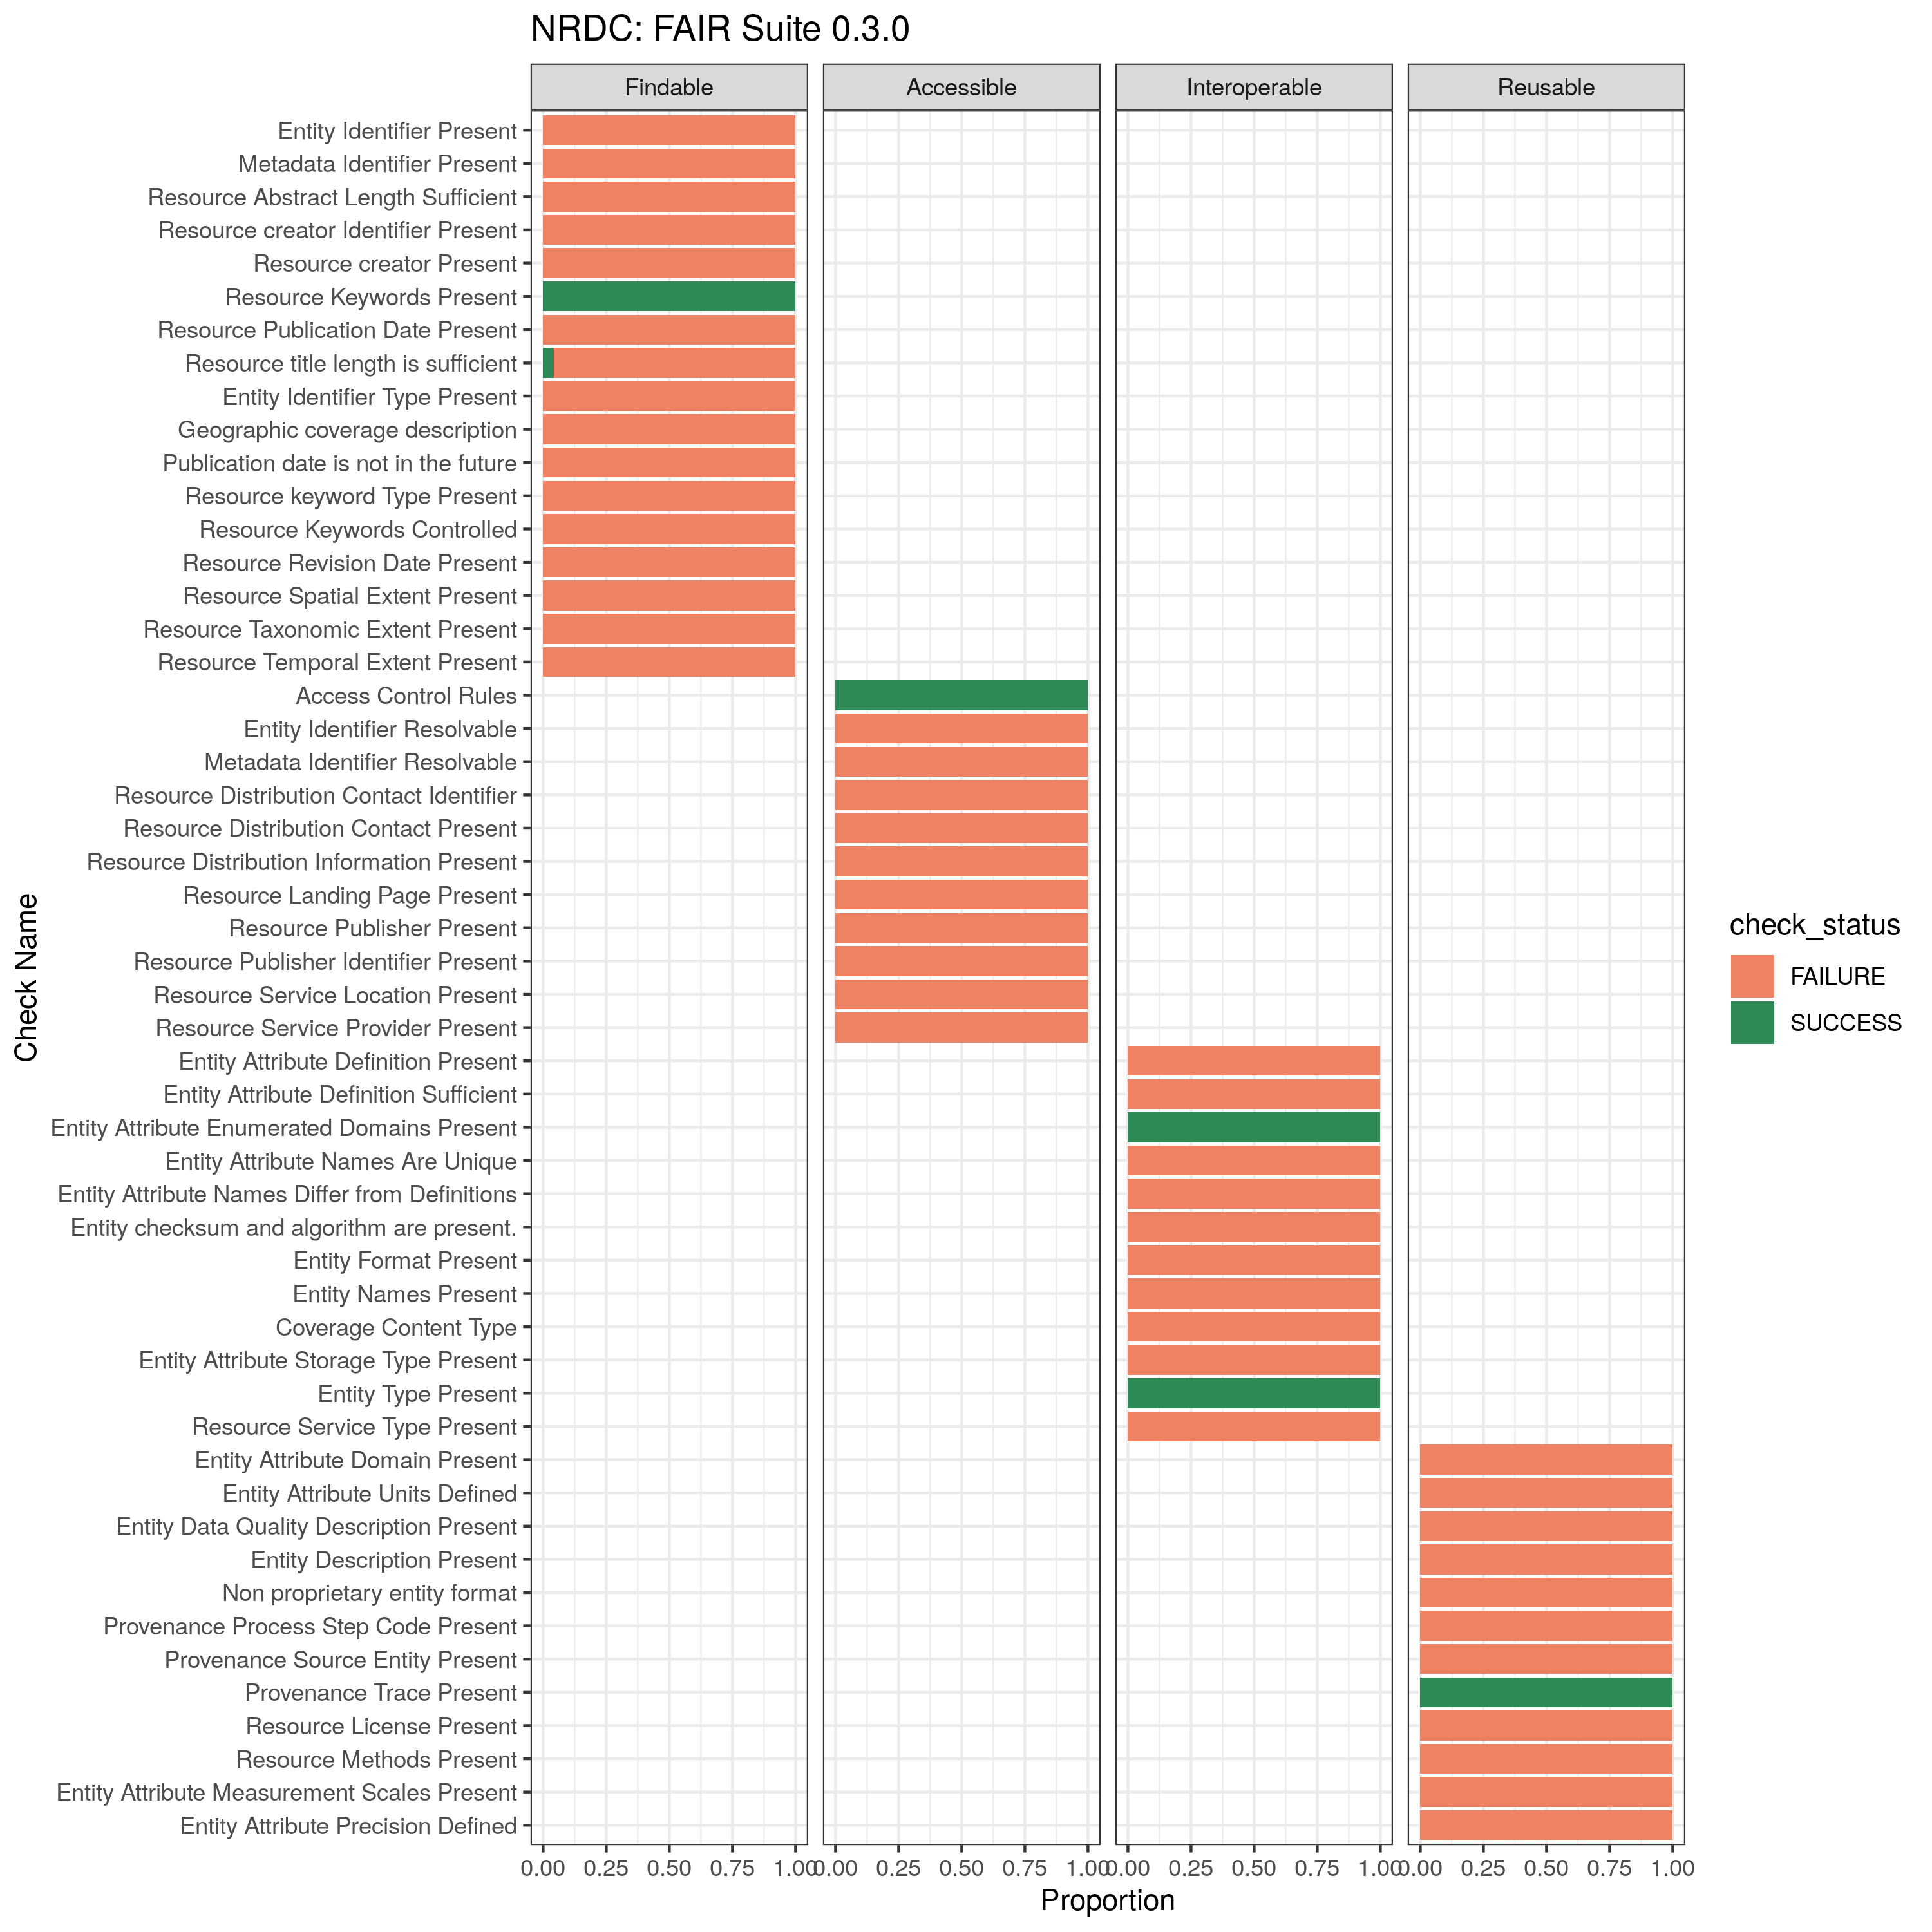 NRDC: FAIR Suite 0.3.0
Findable
Accessible
Interoperable
Reusable
Entity Identifier Present
Metadata Identifier Present
Resource Abstract Length Sufficient
Resource creator Identifier Present
Resource creator Present
Resource Keywords Present
Resource Publication Date Present
Resource title length is sufficient
Entity Identifier Type Present
Geographic coverage description
Publication date is not in the future
Resource keyword Type Present
Resource Keywords Controlled
Resource Revision Date Present
Resource Spatial Extent Present
Resource Taxonomic Extent Present
Resource Temporal Extent Present
Access Control Rules
Entity Identifier Resolvable
Metadata Identifier Resolvable
Resource Distribution Contact Identifier
Resource Distribution Contact Present
Resource Distribution Information Present
Resource Landing Page Present
Resource Publisher Present
Resource Publisher Identifier Present
Resource Service Location Present
Resource Service Provider Present
Entity Attribute Definition Present
Entity Attribute Definition Sufficient
Entity Attribute Enumerated Domains Present
Entity Attribute Names Are Unique
Entity Attribute Names Differ from Definitions
Entity checksum and algorithm are present.
Entity Format Present
Entity Names Present
Coverage Content Type
Entity Attribute Storage Type Present
Entity Type Present
Resource Service Type Present
Entity Attribute Domain Present
Entity Attribute Units Defined
Entity Data Quality Description Present
Entity Description Present
Non proprietary entity format
Provenance Process Step Code Present
Provenance Source Entity Present
Provenance Trace Present
Resource License Present
Resource Methods Present
Entity Attribute Measurement Scales Present
Entity Attribute Precision Defined
Check Name
0.00 0.25 0.50 0.75 1.00
0.00 0.25 0.50 0.75 1.00
0.00 0.25 0.50 0.75 1.00
0.00 0.25 0.50 0.75 1.00
Proportion
check_status
FAILURE
SUCCESS